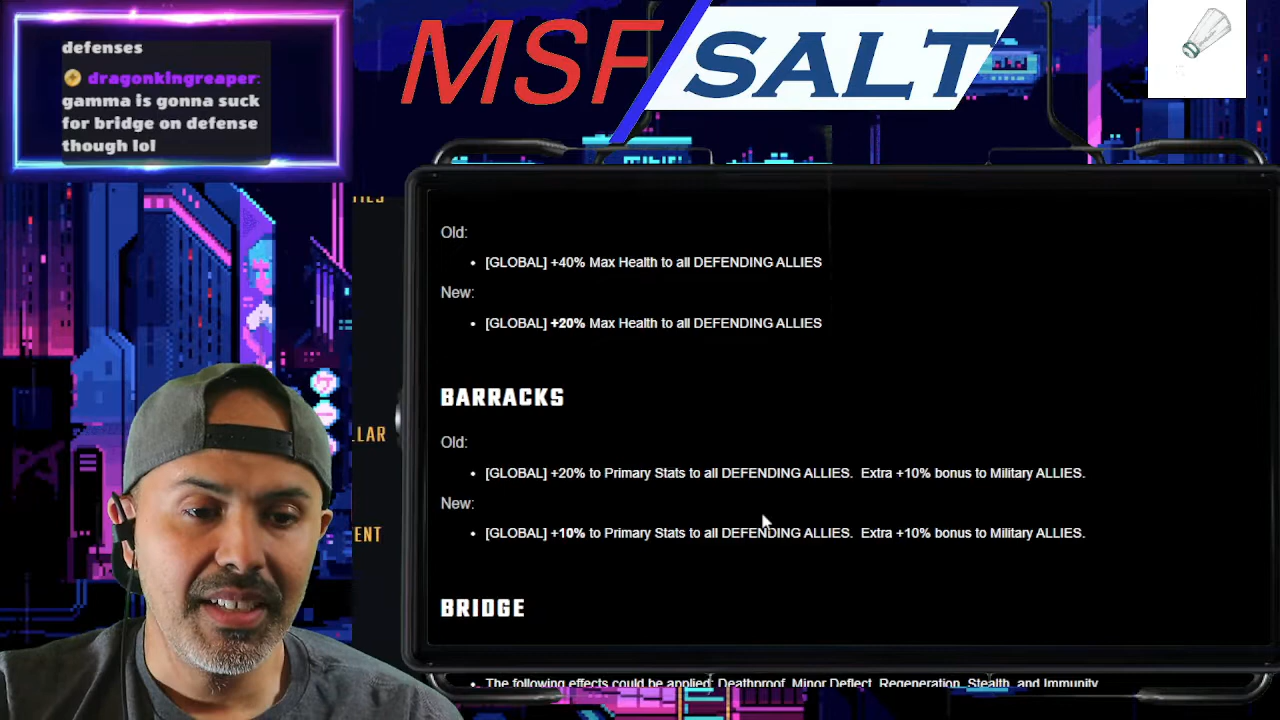 defenses
dragonkingreaper:
gamma is gonna suck
for bridge on defense
though lol
MSF SALT
LLAR
ENT
Old:
• [GLOBAL] +40% Max Health to all DEFENDING ALLIES
New:
• [GLOBAL] +20% Max Health to all DEFENDING ALLIES
BARRACKS
Old:
• [GLOBAL] +20% to Primary Stats to all DEFENDING ALLIES. Extra +10% bonus to Military ALLIES.
New:
• [GLOBAL] +10% to Primary Stats to all DEFENDING ALLIES. Extra +10% bonus to Military ALLIES.
BRIDGE
• The following effects could be applied: Deathproof, Minor Deflect, Regeneration, Stealth, and Immunity